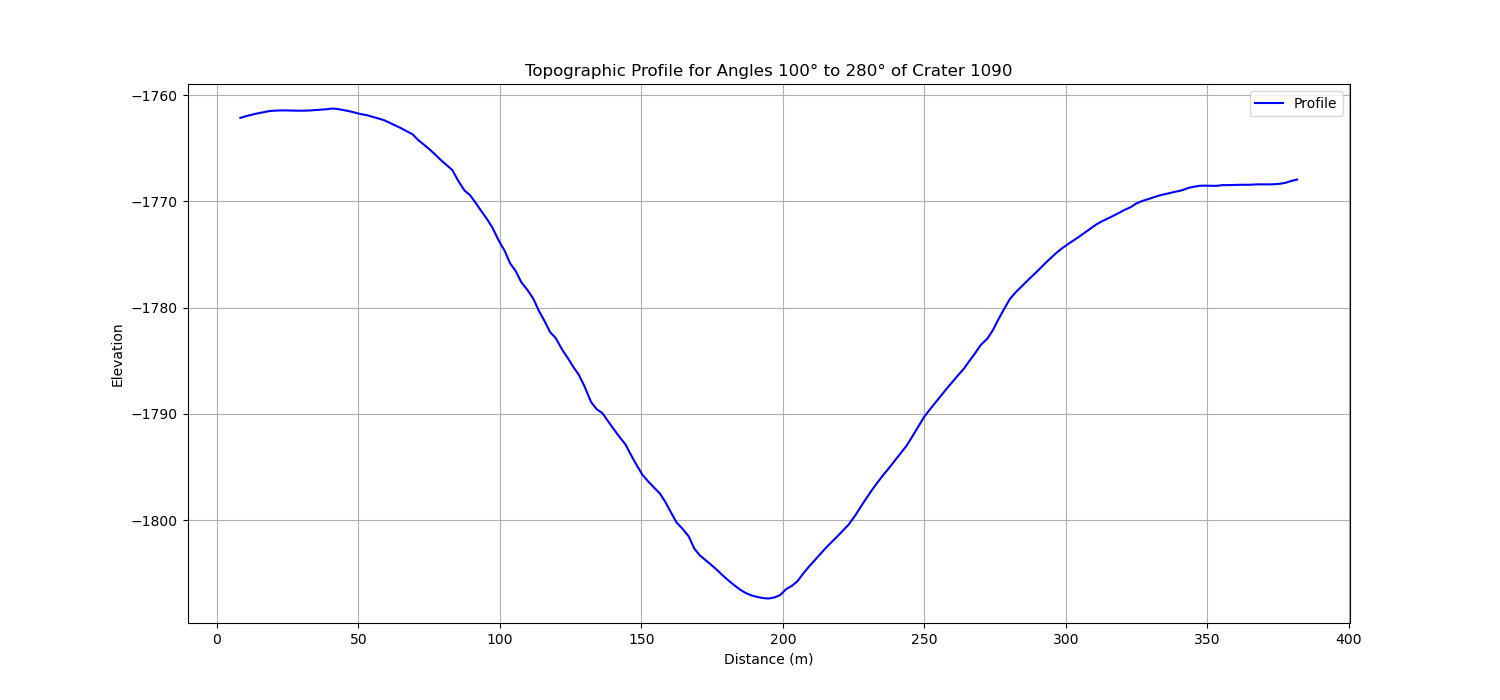 Topographic Profile for Angles 100° to 280° of Crater 1090
Profile
Elevation
−1760
−1770
−1780
−1790
−1800
0 50 100 150 200 250 300 350 400
Distance (m)